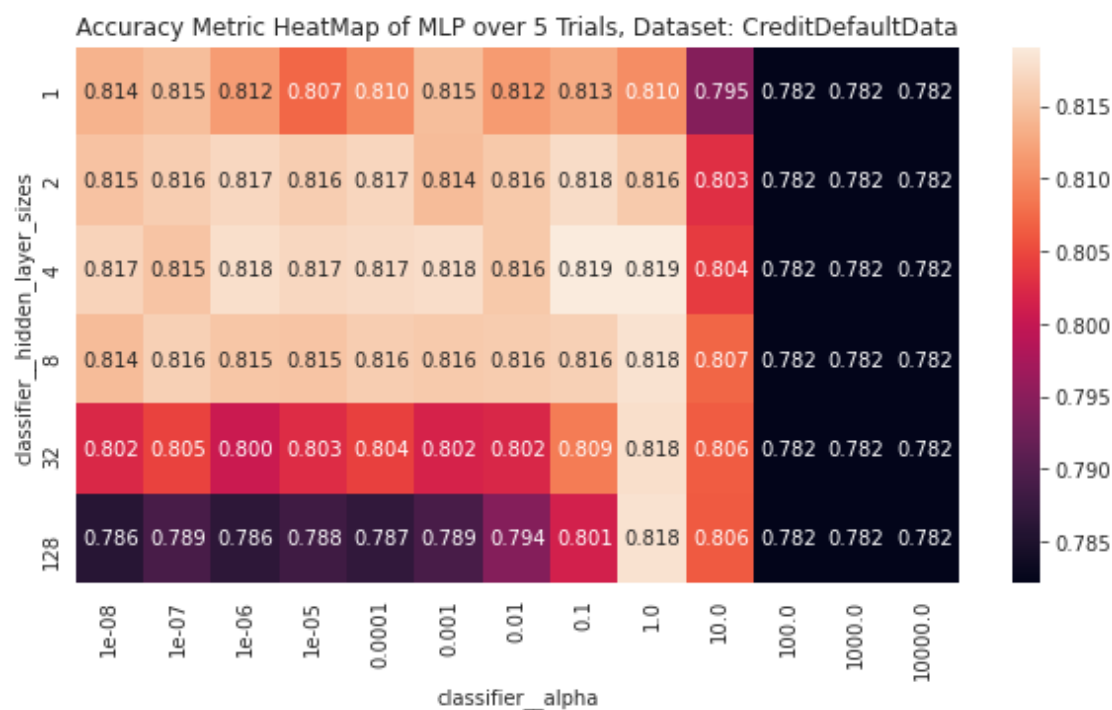 Accuracy Metric HeatMap of MLP over 5 Trials, Dataset: CreditDefaultData
classifier__hidden_layer_sizes
1 0.814 0.815 0.812 0.807 0.810 0.815 0.812 0.813 0.810 0.795 0.782 0.782 0.782
2 0.815 0.816 0.817 0.816 0.817 0.814 0.816 0.818 0.816 0.803 0.782 0.782 0.782
4 0.817 0.815 0.818 0.817 0.817 0.818 0.816 0.819 0.819 0.804 0.782 0.782 0.782
8 0.814 0.816 0.815 0.815 0.816 0.816 0.816 0.816 0.818 0.807 0.782 0.782 0.782
32 0.802 0.805 0.800 0.803 0.804 0.802 0.802 0.809 0.818 0.806 0.782 0.782 0.782
128 0.786 0.789 0.786 0.788 0.787 0.789 0.794 0.801 0.818 0.806 0.782 0.782 0.782
1e-08 1e-07 1e-06 1e-05 0.0001 0.001 0.01 0.1 1.0 10.0 100.0 1000.0 10000.0
classifier__alpha
0.815
0.810
0.805
0.800
0.795
0.790
0.785